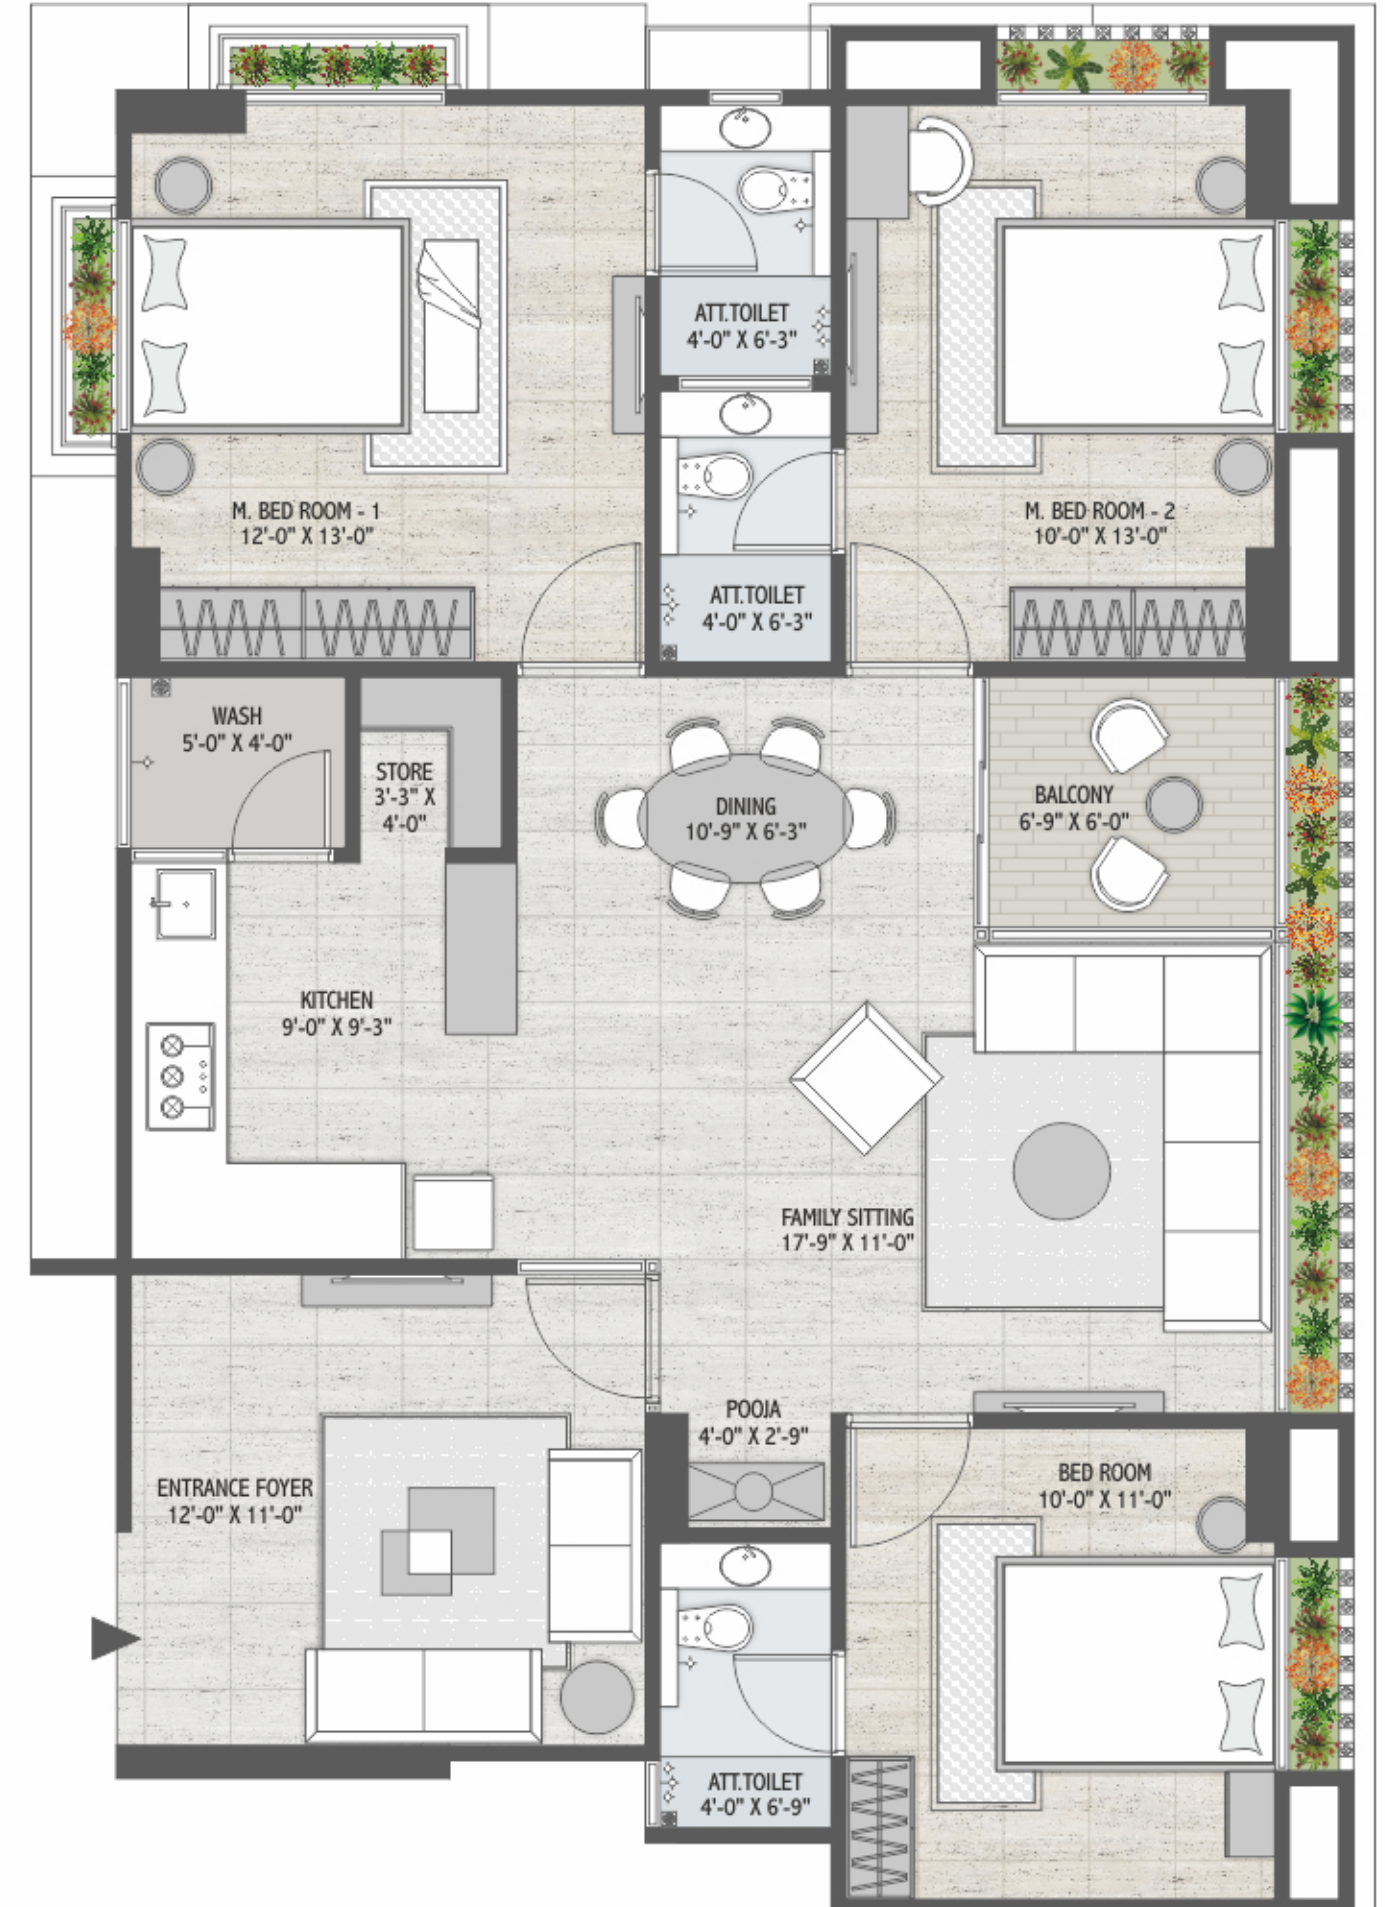 ATT.TOILET
4'-0" X 6'-3"
M. BED ROOM - 1
12'-0" X 13'-0"
M. BED ROOM - 2
10'-0" X 13'-0"
ATT.TOILET
4'-0" X 6'-3"
WASH
5'-0" X 4'-0"
STORE
3'-3" X
4'-0"
DINING
10'-9" X 6'-3"
BALCONY
6'-9" X 6'-0"
KITCHEN
9'-0" X 9'-3"
FAMILY SITTING
17'-9" X 11'-0"
POOJA
4'-0" X 2'-9"
ENTRANCE FOYER
12'-0" X 11'-0"
BED ROOM
10'-0" X 11'-0"
ATT.TOILET
4'-0" X 6'-9"